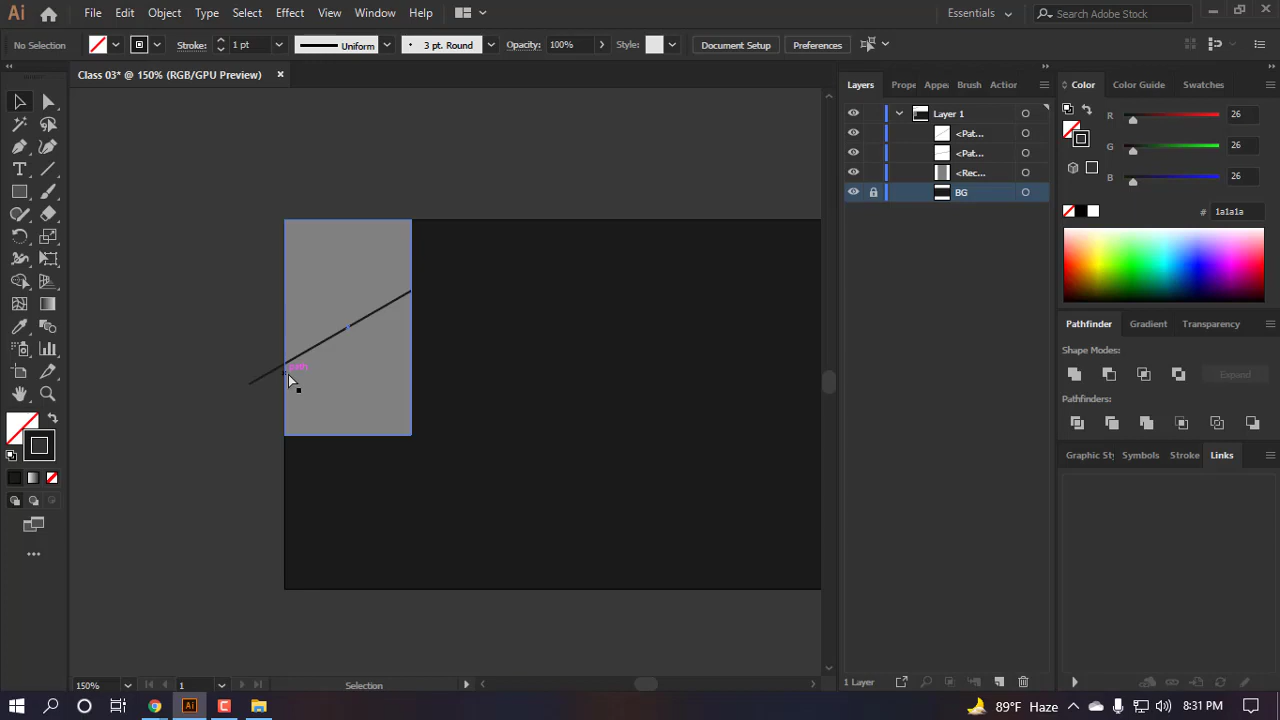 Ai File Edit Object Type Select Effect View Window Help Essentials Search Adobe Stock
No Selection Stroke: 1 pt Uniform 3 pt. Round Opacity: 100% Style: Document Setup Preferences
Class 03* @ 150% (RGB/GPU Preview) × Layers Prope Appe Brush Action Color Color Guide Swatches
Layer 1
<Pat...
<Pat...
<Rec...
BG
R 26
G 26
B 26
# 1a1a1a
path
Pathfinder Gradient Transparency
Shape Modes:
Expand
Pathfinders:
Graphic Sty Symbols Stroke Links
150% 1 Selection 1 Layer
Ai 89°F Haze 8:31 PM